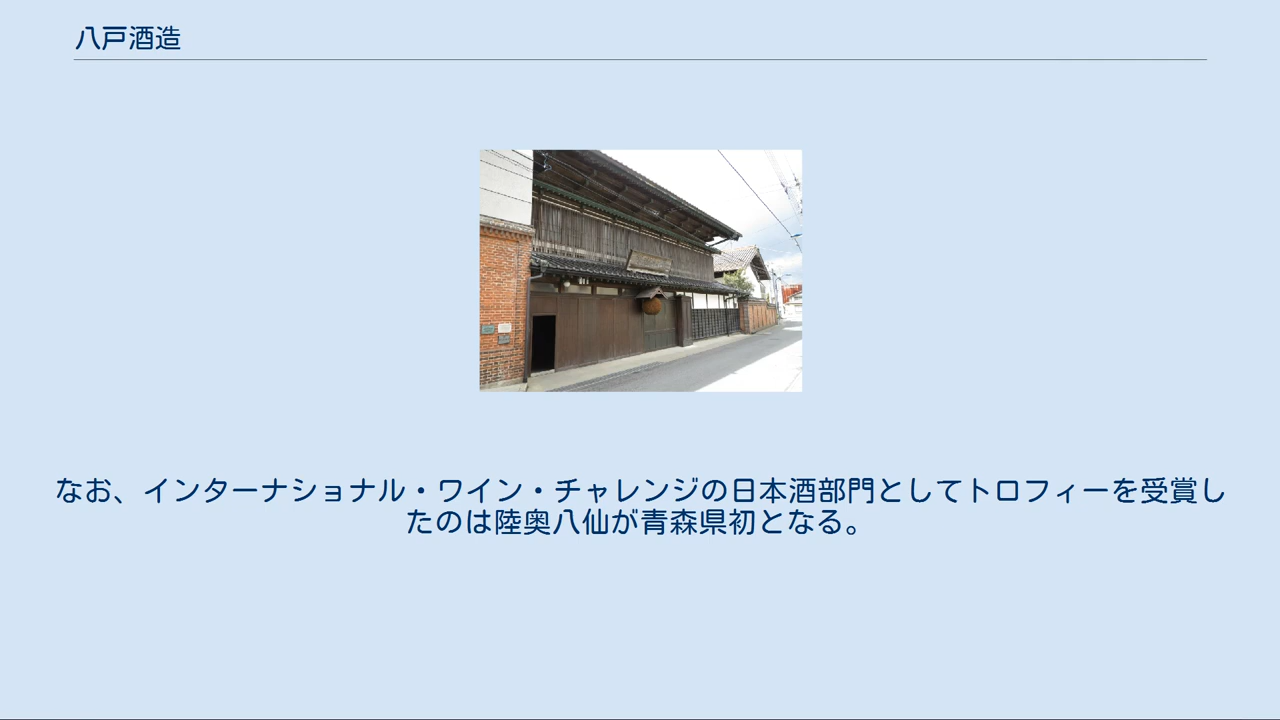 八戸酒造
なお、インターナショナル・ワイン・チャレンジの日本酒部門としてトロフィーを受賞し
たのは陸奥八仙が青森県初となる。